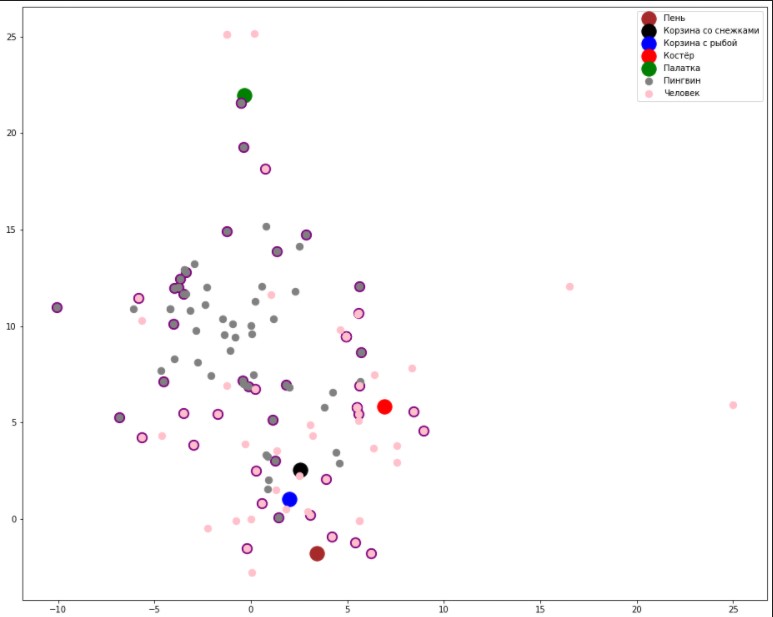 Пень
Корзина со снежками
Корзина с рыбой
Костёр
Палатка
Пингвин
Человек
25
20
15
10
5
0
−10
−5
0
5
10
15
20
25